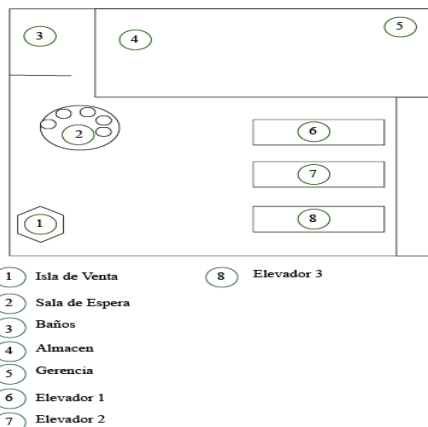 3
4
5
2
6
7
1
8
1 Isla de Venta
2 Sala de Espera
3 Baños
4 Almacen
5 Gerencia
6 Elevador 1
7 Elevador 2
8 Elevador 3